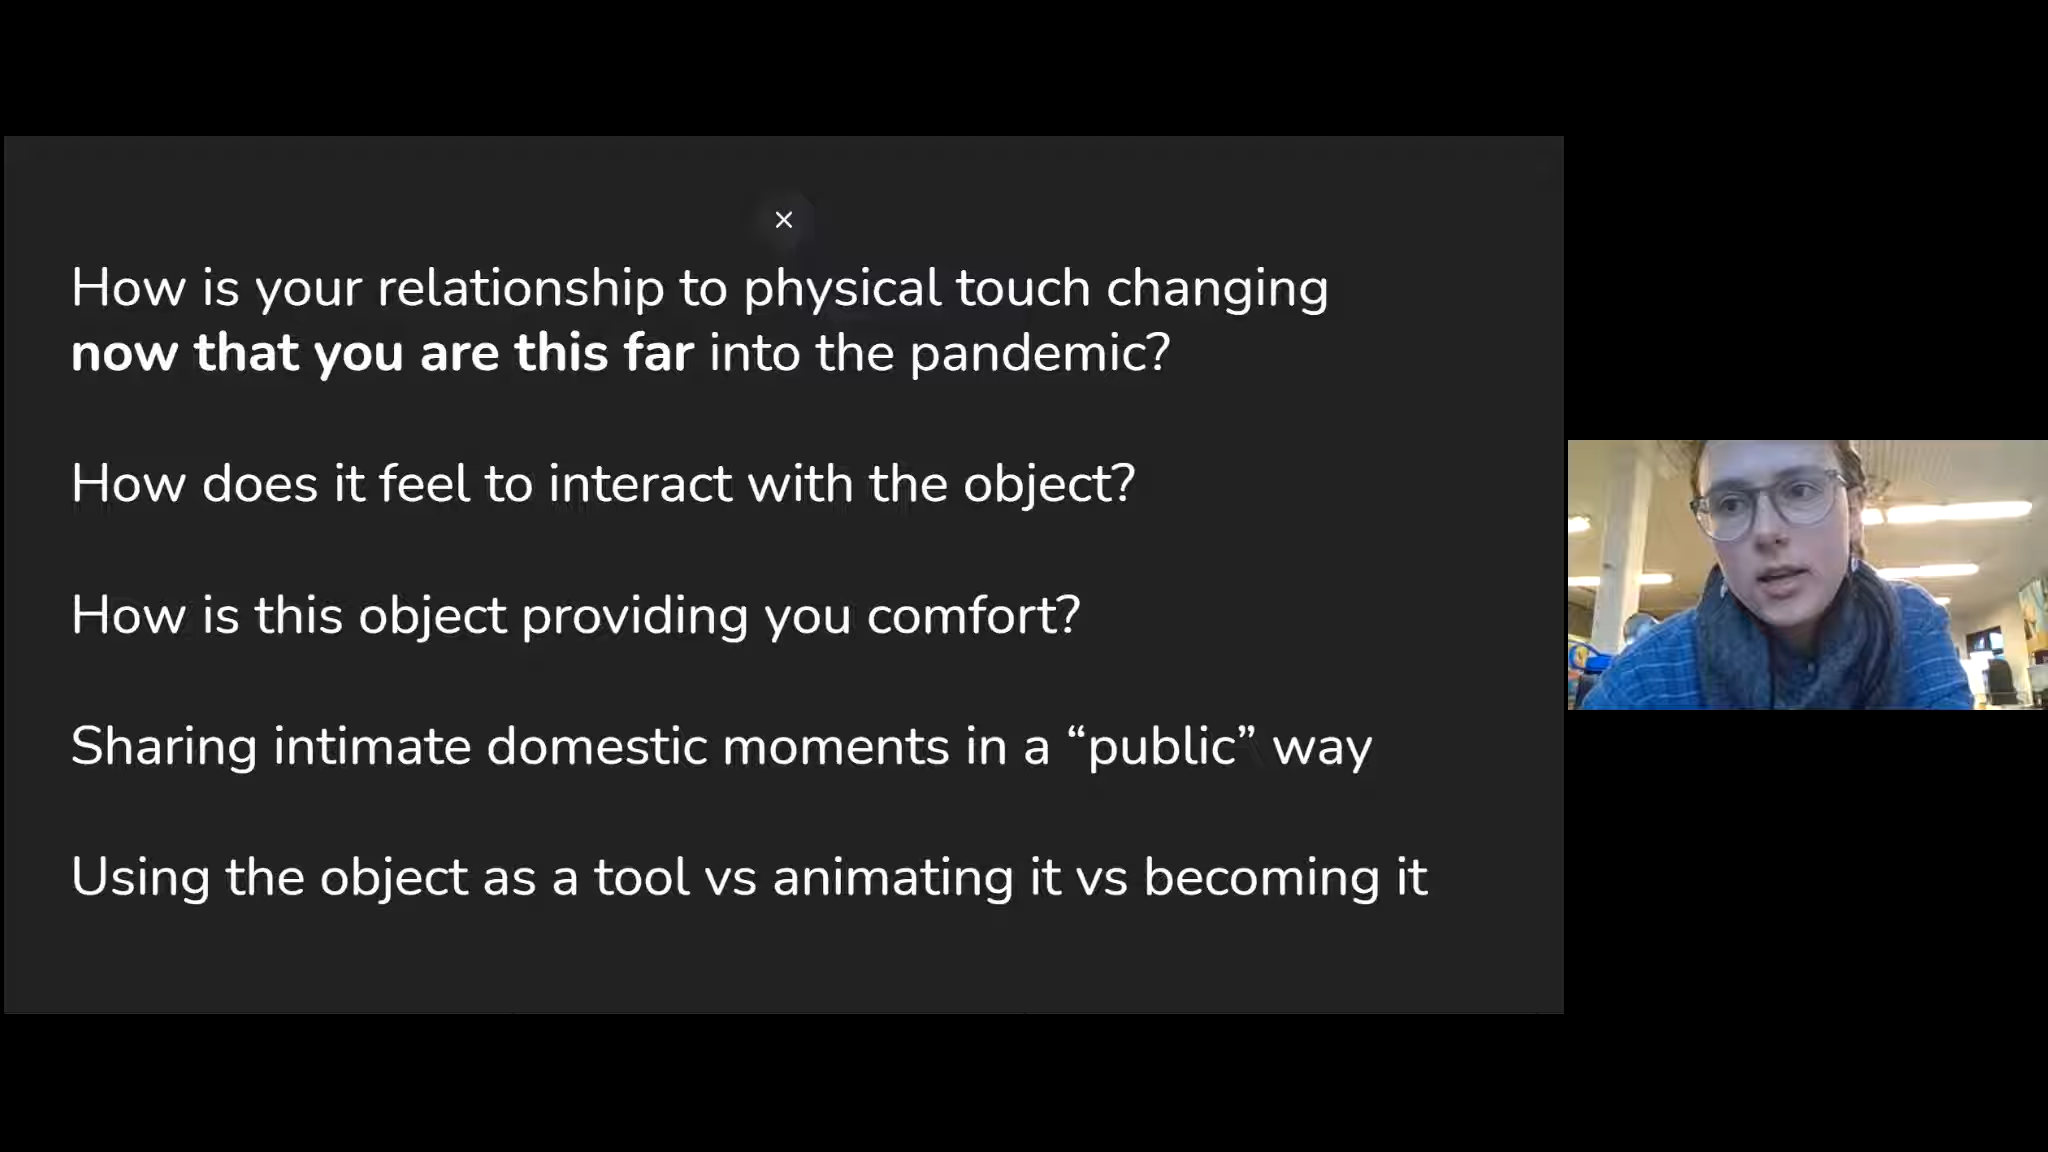 How is your relationship to physical touch changing
now that you are this far into the pandemic?
How does it feel to interact with the object?
How is this object providing you comfort?
Sharing intimate domestic moments in a “public” way
Using the object as a tool vs animating it vs becoming it